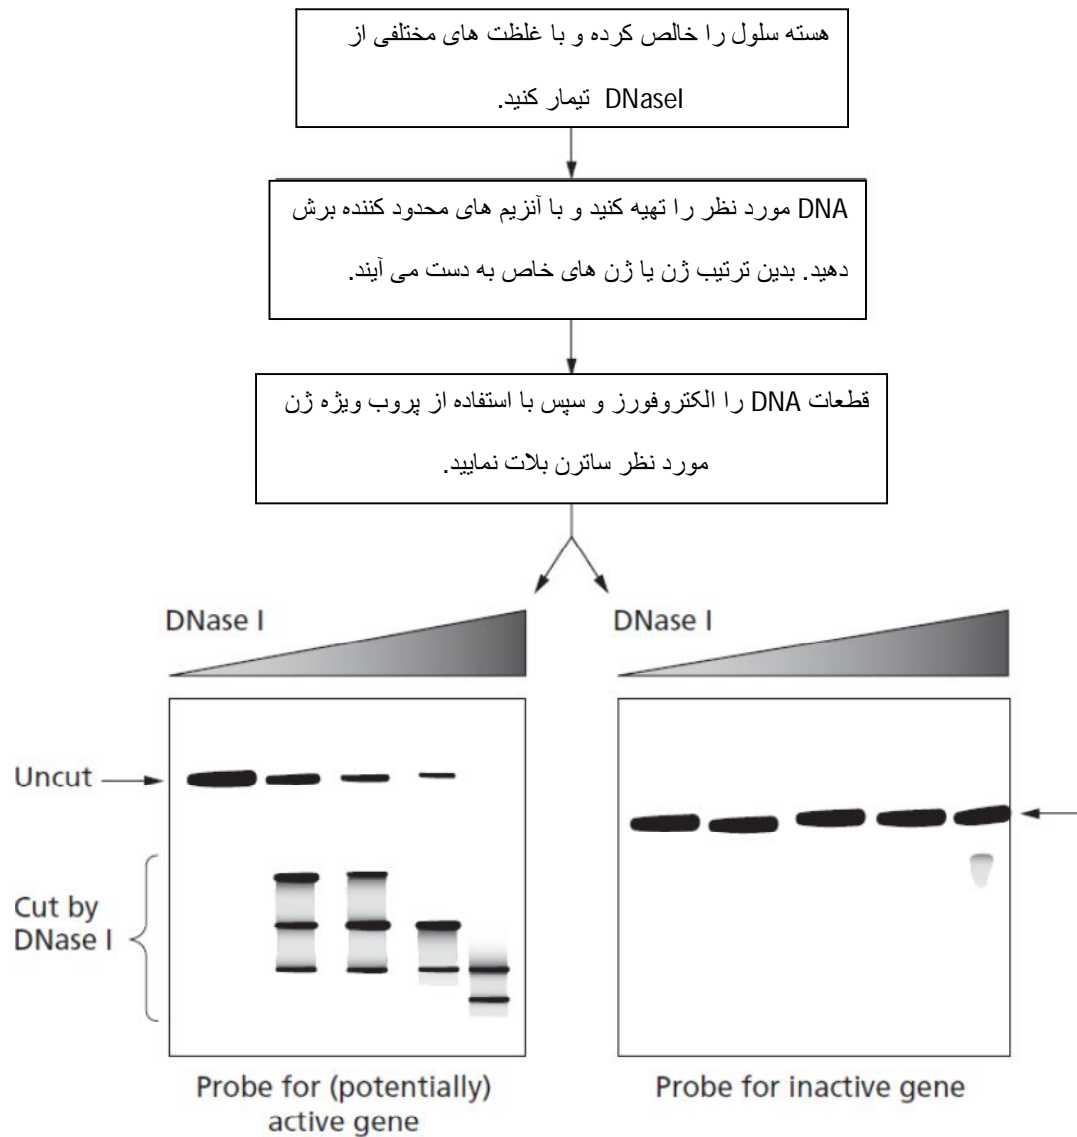 هسته سلول را خالص کرده و با غلظت های مختلفی از
DNaseI تیمار کنید.
DNA مورد نظر را تهیه کنید و با آنزیم های محدود کننده برش
دهید. بدین ترتیب ژن یا ژن های خاص به دست می آیند.
قطعات DNA را الکتروفورز و سپس با استفاده از پروب ویژه ژن
مورد نظر ساترن بلات نمایید.
DNase I
DNase I
Uncut
Cut by
DNase I
Probe for (potentially)
active gene
Probe for inactive gene